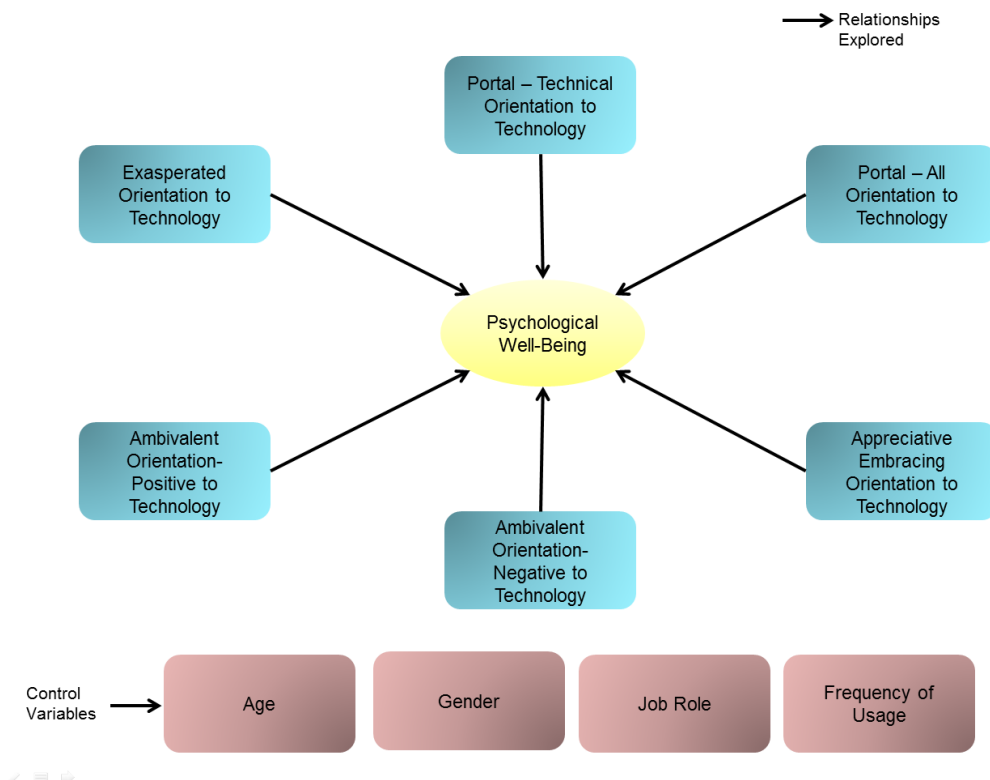 Relationships
Explored
Portal – Technical
Orientation to
Technology
Exasperated
Orientation to
Technology
Portal – All
Orientation to
Technology
Psychological
Well-Being
Ambivalent
Orientation-
Positive to
Technology
Appreciative
Embracing
Orientation to
Technology
Ambivalent
Orientation-
Negative to
Technology
Control
Variables
Age
Gender
Job Role
Frequency of
Usage